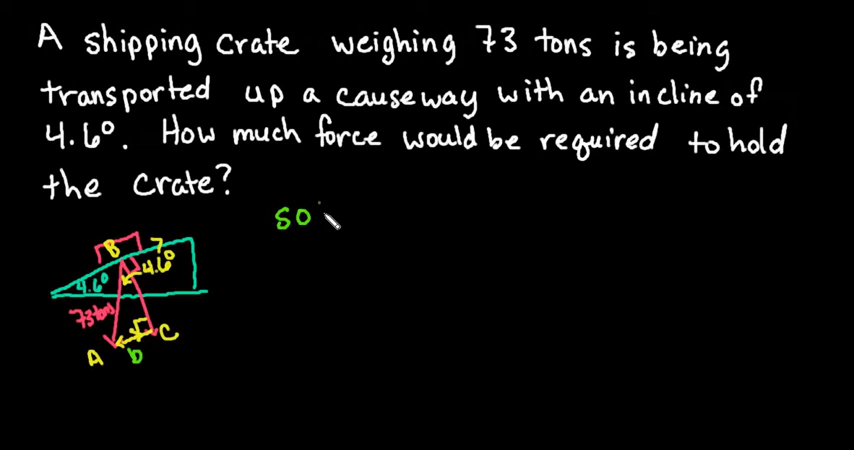 A shipping crate weighing 73 tons is being
transported up a causeway with an incline of
4.6°. How much force would be required to hold
the crate?
so
B ?
4.6°
4.6°
73 tons
C
A
b